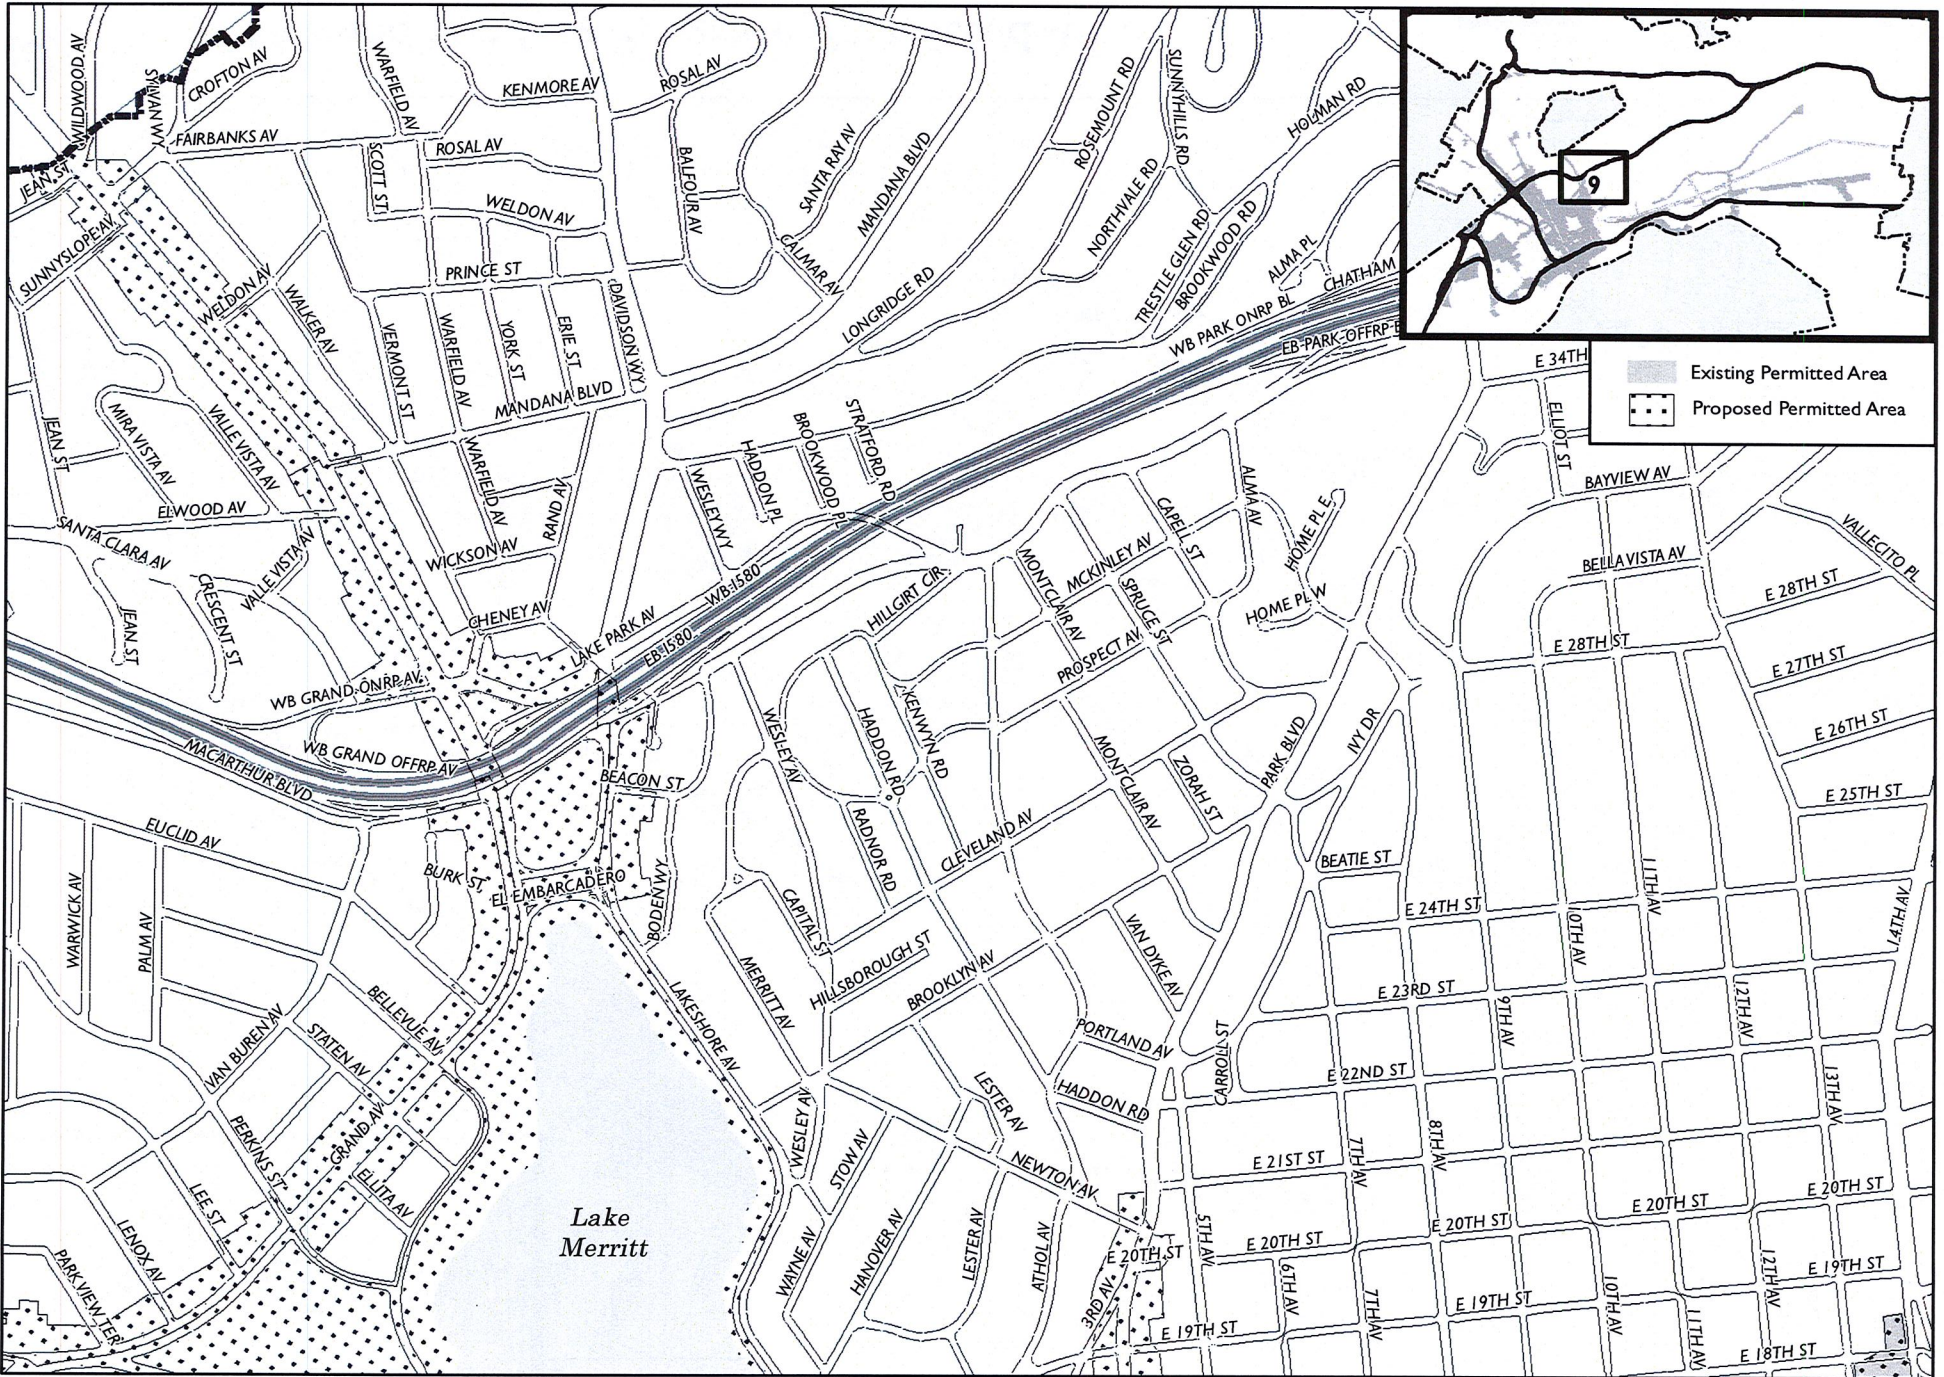 WILDWOOD AV
SYLVAN WY
CROFTON AV
WARFIELD AV
KENMORE AV
ROSAL AV
ROSEMOUNT RD
SUNNYHILLS RD
HOLMAN RD
9
JEAN ST
FAIRBANKS AV
SCOTT ST
ROSAL AV
BALFOUR AV
SANTA RAY AV
MANDANA BLVD
NORTHVALE RD
SUNNYSLOPE AV
WELDON AV
CALMAR AV
TRESTLE GLEN RD
BROOKWOOD RD
ALMA PL
CHATHAM
WELDON AV
WALKER AV
PRINCE ST
DAVIDSON WY
LONGRIDGE RD
WB PARK ONRP BL
EB PARK OFFRP B
VERMONT ST
WARFIELD AV
YORK ST
ERIE ST
E 34TH
Existing Permitted Area
Proposed Permitted Area
JEAN ST
MIRA VISTA AV
VALLE VISTA AV
MANDANA BLVD
WARFIELD AV
RAND AV
WESLEY WY
HADDON PL
BROOKWOOD PL
STRATFORD RD
ALMA AV
ELLIOT ST
BAYVIEW AV
ELWOOD AV
SANTA CLARA AV
VALLE VISTA AV
CRESCENT ST
JEAN ST
WICKSON AV
CHENEY AV
LAKE PARK AV
WB I580
EB I580
HILLGIRT CIR
MONTCLAIR AV
MCKINLEY AV
CAPELL ST
SPRUCE ST
PROSPECT AV
HOME PL E
HOME PL W
BELLA VISTA AV
VALLECITO PL
E 28TH ST
E 28TH ST
E 27TH ST
E 26TH ST
E 25TH ST
WB GRAND ONRP AV
WB GRAND OFFRP AV
MACARTHUR BLVD
BEACON ST
WESLEY AV
HADDON RD
KENWYN RD
MONTCLAIR AV
ZORAH ST
PARK BLVD
IVY DR
EUCLID AV
BURK ST
EL EMBARCADERO
BODEN WY
RADNOR RD
CLEVELAND AV
BEATIE ST
WARWICK AV
PALM AV
CAPITAL ST
HILLSBOROUGH ST
MERRITT AV
BROOKLYN AV
VAN DYKE AV
E 24TH ST
10TH AV
11TH AV
14TH AV
BELLEVUE AV
LAKESHORE AV
E 23RD ST
9TH AV
12TH AV
VAN BUREN AV
STATEN AV
PORTLAND AV
CARROLL ST
E 22ND ST
13TH AV
PERKINS ST
GRAND AV
WESLEY AV
STOW AV
LESTER AV
HADDON RD
NEWTON AV
E 21ST ST
7TH AV
8TH AV
ELLITA AV
LEE ST
LENOX AV
PARK VIEW TER
Lake
Merritt
WAYNE AV
HANOVER AV
LESTER AV
ATHOL AV
3RD AV
E 20TH ST
5TH AV
E 20TH ST
E 20TH ST
E 20TH ST
E 20TH ST
6TH AV
7TH AV
E 19TH ST
E 19TH ST
E 19TH ST
10TH AV
11TH AV
12TH AV
E 18TH ST